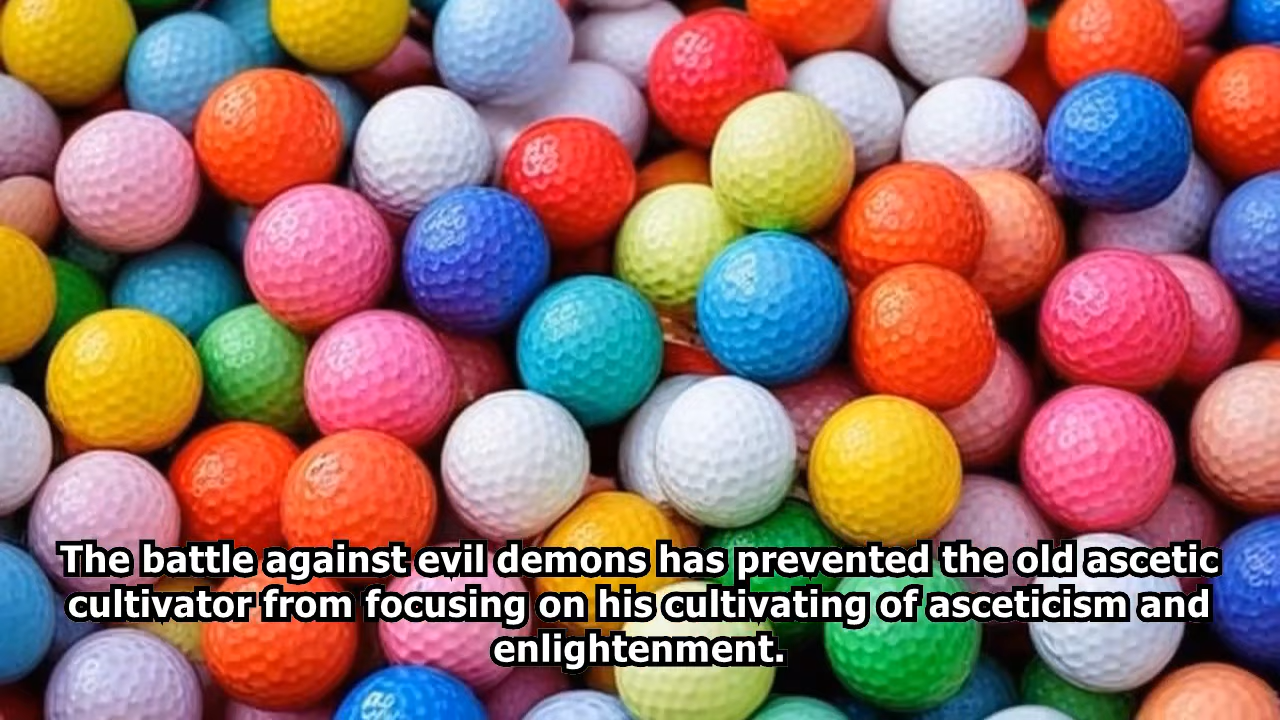 The battle against evil demons has prevented the old ascetic
cultivator from focusing on his cultivating of asceticism and
enlightenment.